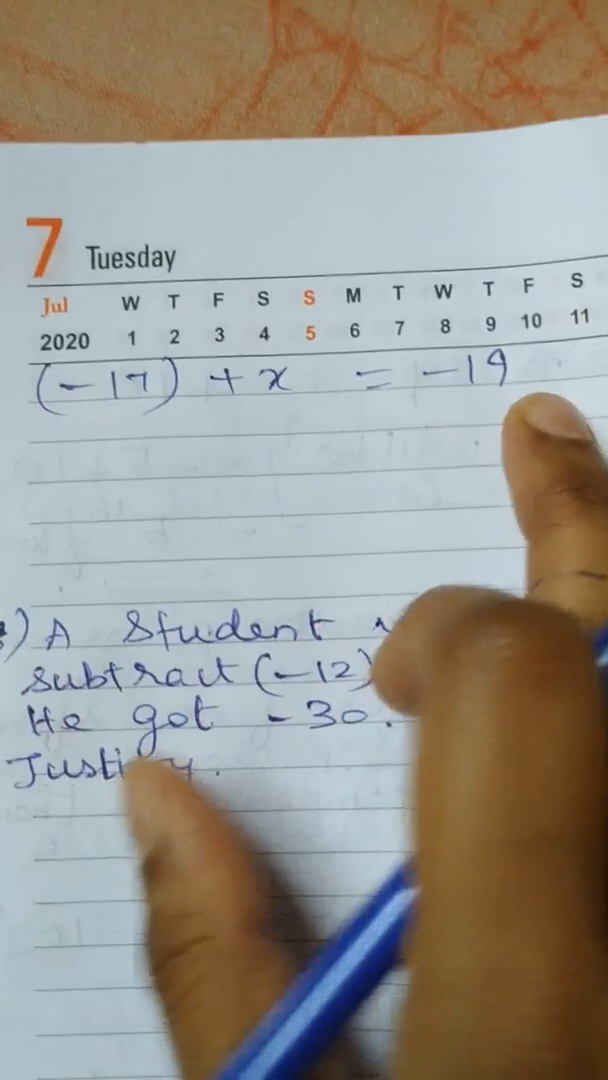 7 Tuesday
Jul W T F S S M T W T F S
2020 1 2 3 4 5 6 7 8 9 10 11
(-17) + x = -19
) A Student
subtract (-12)
He got -30.